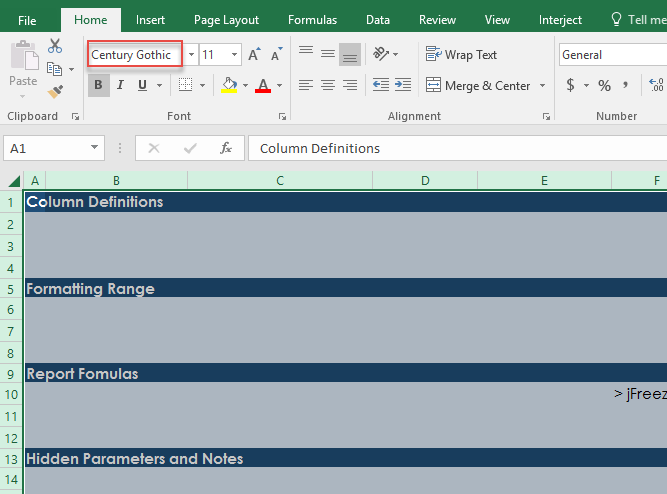 File Home Insert Page Layout Formulas Data Review View Interject Tell me
Paste Century Gothic 11 A A Wrap Text General
B I U A Merge & Center $ % , .00
Clipboard Font Alignment Number
A1 fx Column Definitions
A B C D E F
1 Column Definitions
2
3
4
5 Formatting Range
6
7
8
9 Report Fomulas
10 > jFreez
11
12
13 Hidden Parameters and Notes
14